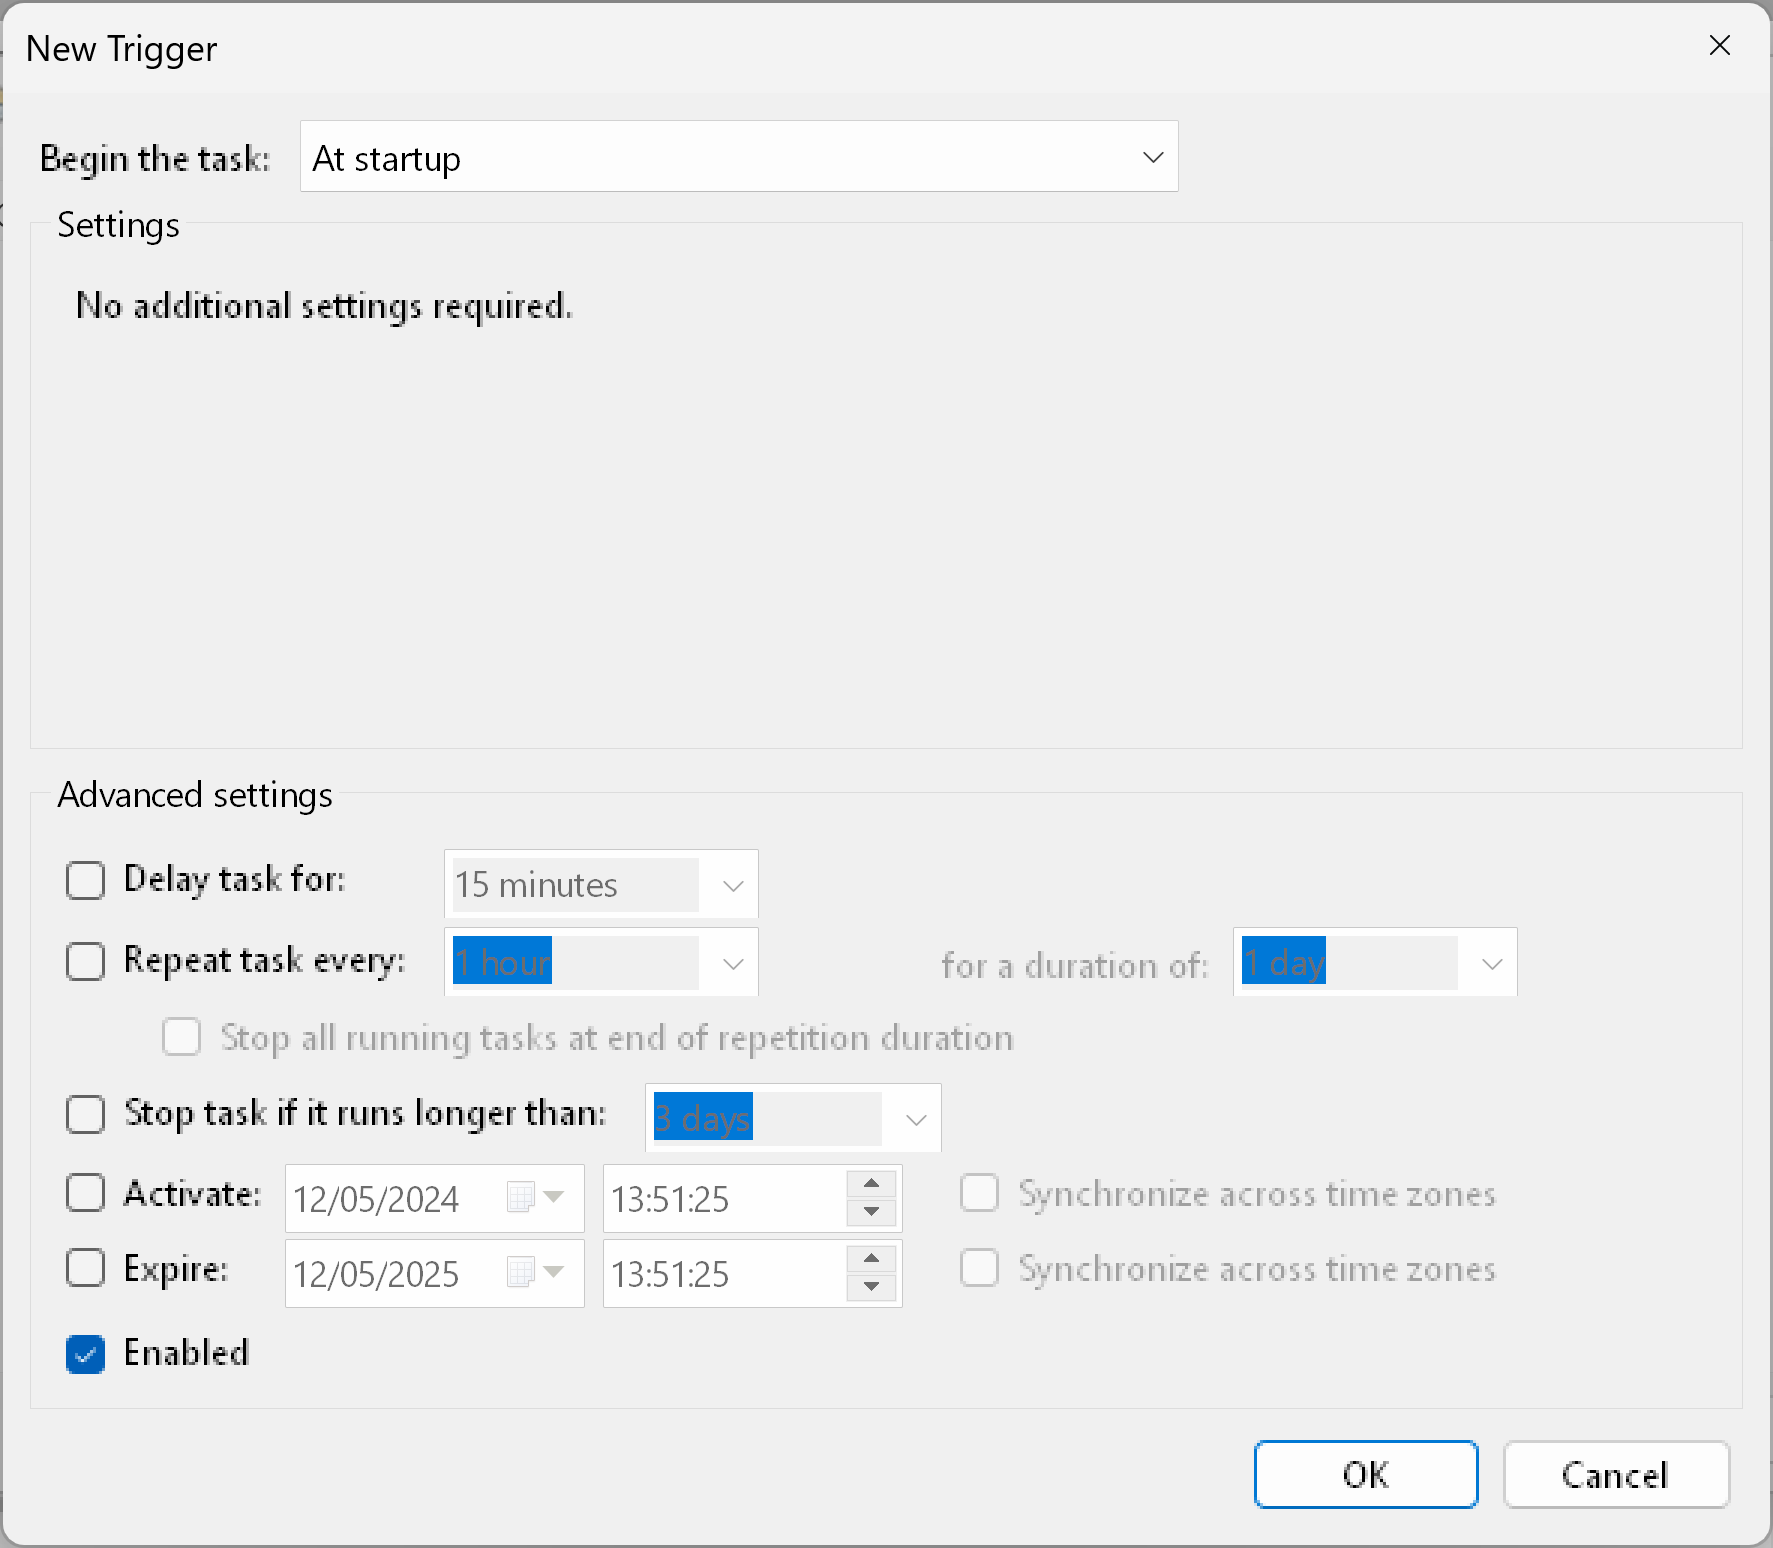 New Trigger
Begin the task: At startup
Settings
No additional settings required.
Advanced settings
Delay task for: 15 minutes
Repeat task every: 1 hour for a duration of: 1 day
Stop all running tasks at end of repetition duration
Stop task if it runs longer than: 3 days
Activate: 12/05/2024 13:51:25 Synchronize across time zones
Expire: 12/05/2025 13:51:25 Synchronize across time zones
Enabled
OK Cancel